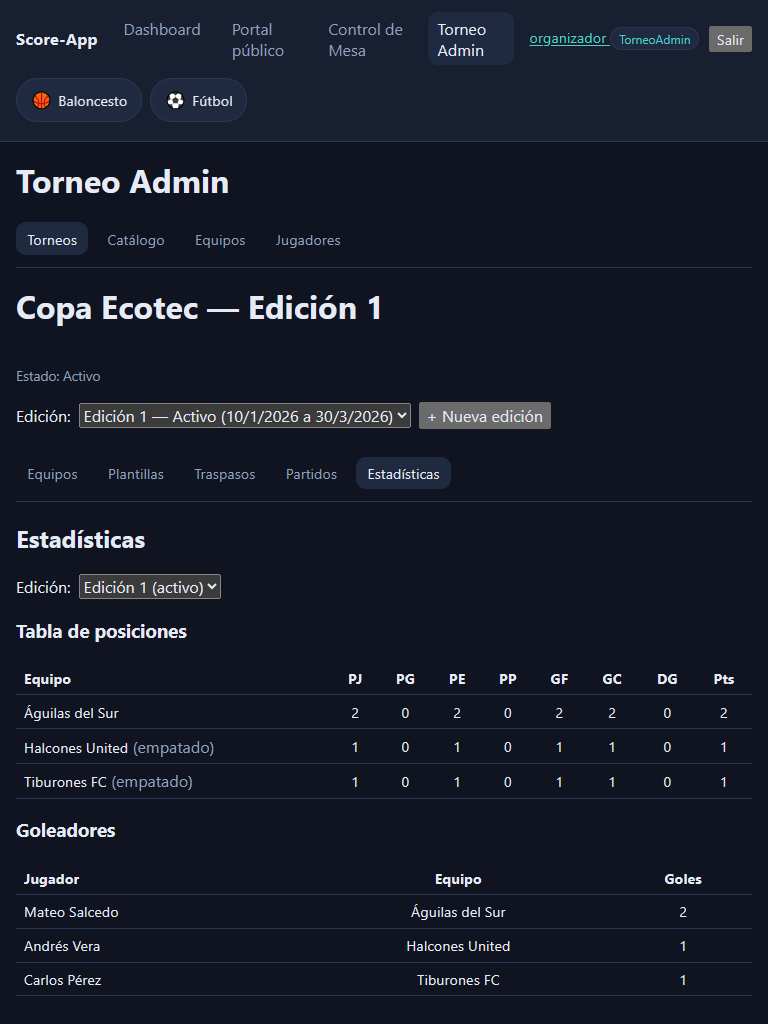 Score-App Dashboard Portal público Control de Mesa Torneo Admin organizador TorneoAdmin Salir
Baloncesto Fútbol
Torneo Admin
Torneos Catálogo Equipos Jugadores
Copa Ecotec — Edición 1
Estado: Activo
Edición: Edición 1 — Activo (10/1/2026 a 30/3/2026) + Nueva edición
Equipos Plantillas Traspasos Partidos Estadísticas
Estadísticas
Edición: Edición 1 (activo)
Tabla de posiciones
Equipo PJ PG PE PP GF GC DG Pts
Águilas del Sur 2 0 2 0 2 2 0 2
Halcones United (empatado) 1 0 1 0 1 1 0 1
Tiburones FC (empatado) 1 0 1 0 1 1 0 1
Goleadores
Jugador Equipo Goles
Mateo Salcedo Águilas del Sur 2
Andrés Vera Halcones United 1
Carlos Pérez Tiburones FC 1